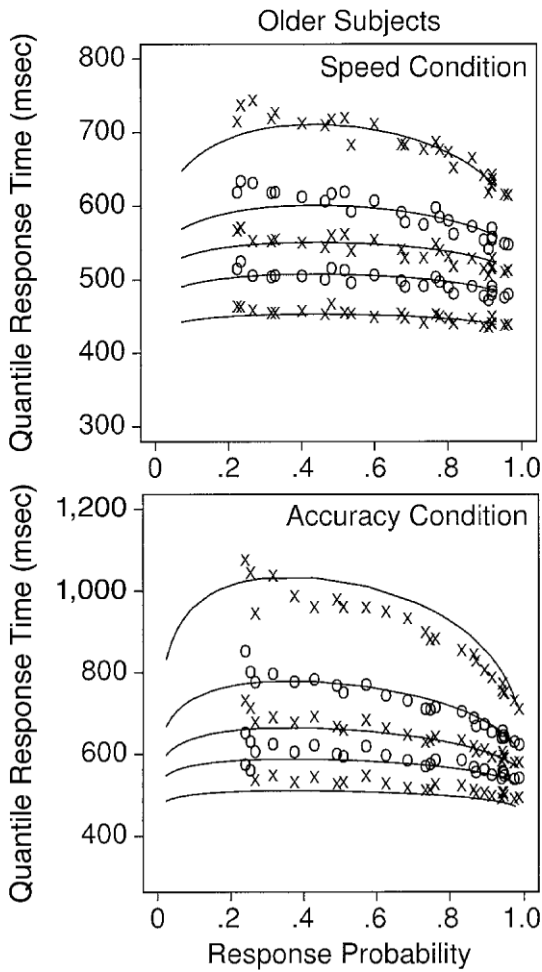 Older Subjects
Speed Condition
Quantile Response Time (msec)
800
700
600
500
400
300
0 .2 .4 .6 .8 1.0
Accuracy Condition
Quantile Response Time (msec)
1,200
1,000
800
600
400
0 .2 .4 .6 .8 1.0
Response Probability